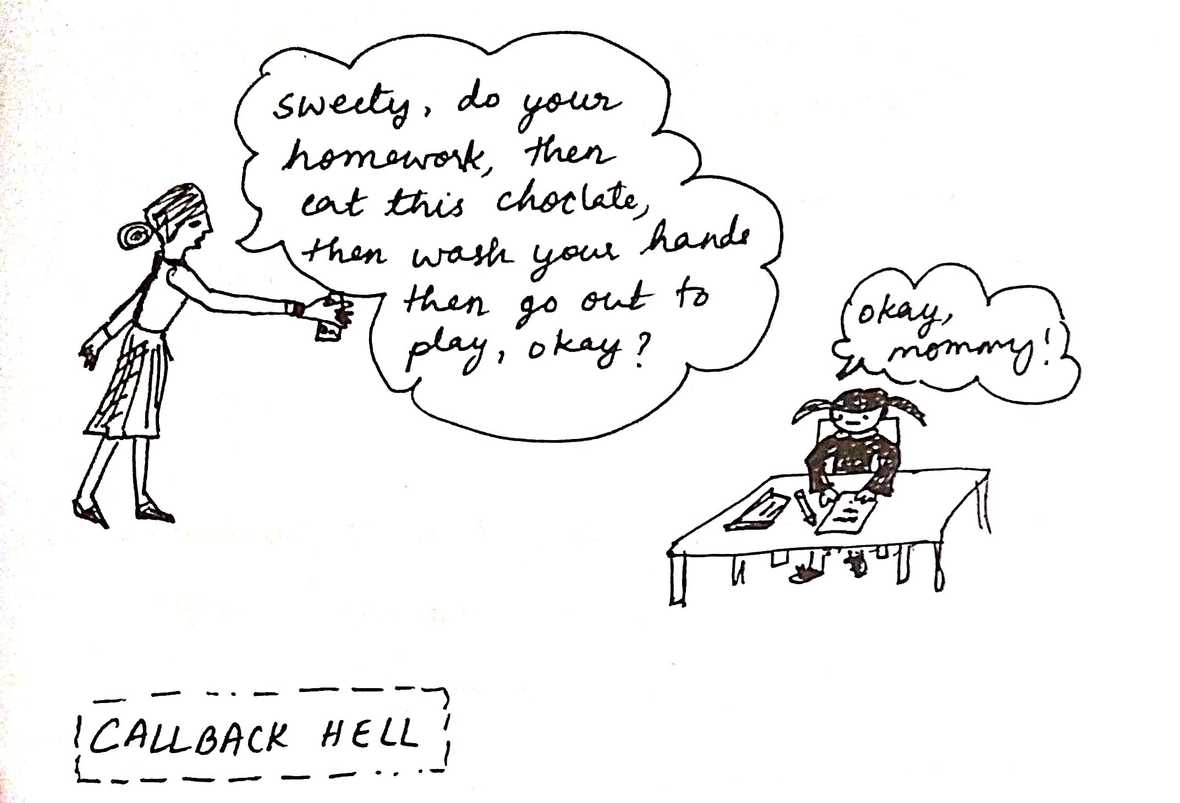 sweety, do your
homework, then
eat this choclate,
then wash your hands
then go out to
play, okay?
okay,
mommy!
CALLBACK HELL